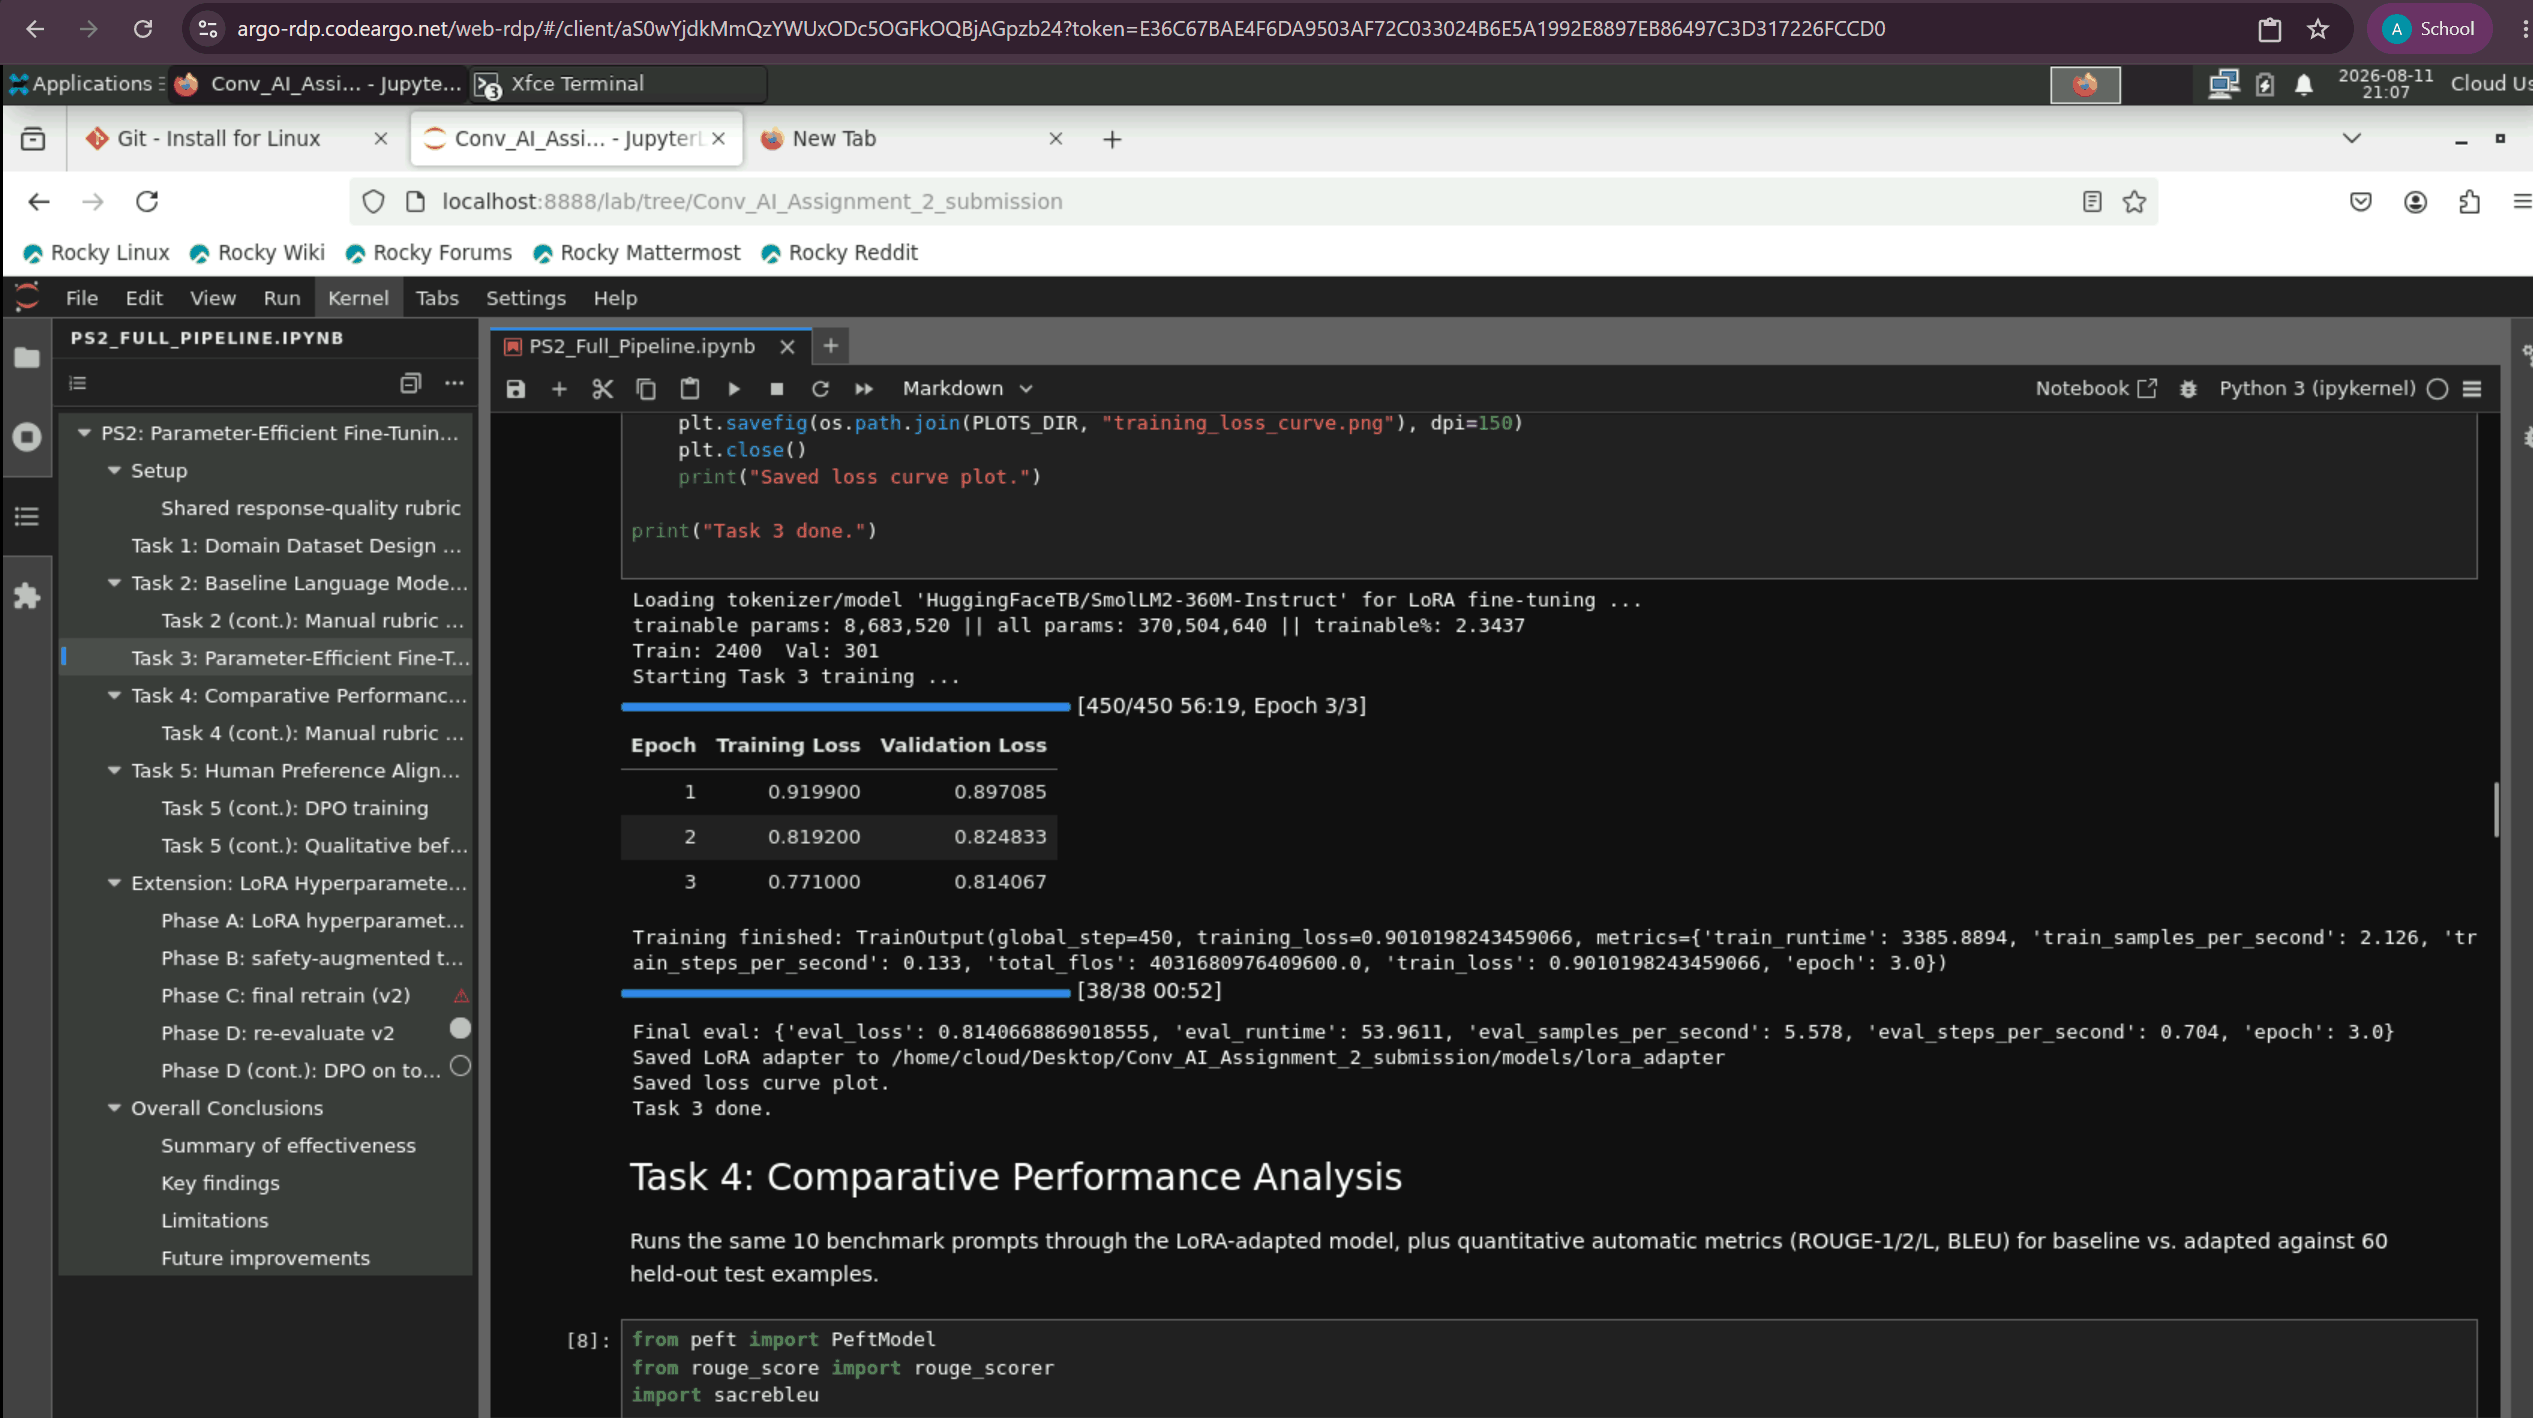 argo-rdp.codeargo.net/web-rdp/#/client/aS0wYjdkMmQzYWUxODc5OGFkOQBjAGpzb24?token=E36C67BAE4F6DA9503AF72C033024B6E5A1992E8897EB86497C3D317226FCCD0
A School
Applications
Conv_AI_Assi... - Jupyte...
3
Xfce Terminal
2026-08-11
21:07
Cloud Us
Git - Install for Linux
Conv_AI_Assi... - JupyterL
New Tab
localhost:8888/lab/tree/Conv_AI_Assignment_2_submission
Rocky Linux
Rocky Wiki
Rocky Forums
Rocky Mattermost
Rocky Reddit
File Edit View Run Kernel Tabs Settings Help
PS2_FULL_PIPELINE.IPYNB
PS2: Parameter-Efficient Fine-Tunin...
Setup
Shared response-quality rubric
Task 1: Domain Dataset Design ...
Task 2: Baseline Language Mode...
Task 2 (cont.): Manual rubric ...
Task 3: Parameter-Efficient Fine-T...
Task 4: Comparative Performanc...
Task 4 (cont.): Manual rubric ...
Task 5: Human Preference Align...
Task 5 (cont.): DPO training
Task 5 (cont.): Qualitative bef...
Extension: LoRA Hyperparamete...
Phase A: LoRA hyperparamet...
Phase B: safety-augmented t...
Phase C: final retrain (v2)
Phase D: re-evaluate v2
Phase D (cont.): DPO on to...
Overall Conclusions
Summary of effectiveness
Key findings
Limitations
Future improvements
PS2_Full_Pipeline.ipynb
Markdown
Notebook
Python 3 (ipykernel)
plt.savefig(os.path.join(PLOTS_DIR, "training_loss_curve.png"), dpi=150)
plt.close()
print("Saved loss curve plot.")
print("Task 3 done.")
Loading tokenizer/model 'HuggingFaceTB/SmolLM2-360M-Instruct' for LoRA fine-tuning ...
trainable params: 8,683,520 || all params: 370,504,640 || trainable%: 2.3437
Train: 2400  Val: 301
Starting Task 3 training ...
[450/450 56:19, Epoch 3/3]
Epoch Training Loss Validation Loss
1 0.919900 0.897085
2 0.819200 0.824833
3 0.771000 0.814067
Training finished: TrainOutput(global_step=450, training_loss=0.9010198243459066, metrics={'train_runtime': 3385.8894, 'train_samples_per_second': 2.126, 'tr
ain_steps_per_second': 0.133, 'total_flos': 4031680976409600.0, 'train_loss': 0.9010198243459066, 'epoch': 3.0})
[38/38 00:52]
Final eval: {'eval_loss': 0.8140668869018555, 'eval_runtime': 53.9611, 'eval_samples_per_second': 5.578, 'eval_steps_per_second': 0.704, 'epoch': 3.0}
Saved LoRA adapter to /home/cloud/Desktop/Conv_AI_Assignment_2_submission/models/lora_adapter
Saved loss curve plot.
Task 3 done.
Task 4: Comparative Performance Analysis
Runs the same 10 benchmark prompts through the LoRA-adapted model, plus quantitative automatic metrics (ROUGE-1/2/L, BLEU) for baseline vs. adapted against 60
held-out test examples.
[8]:
from peft import PeftModel
from rouge_score import rouge_scorer
import sacrebleu